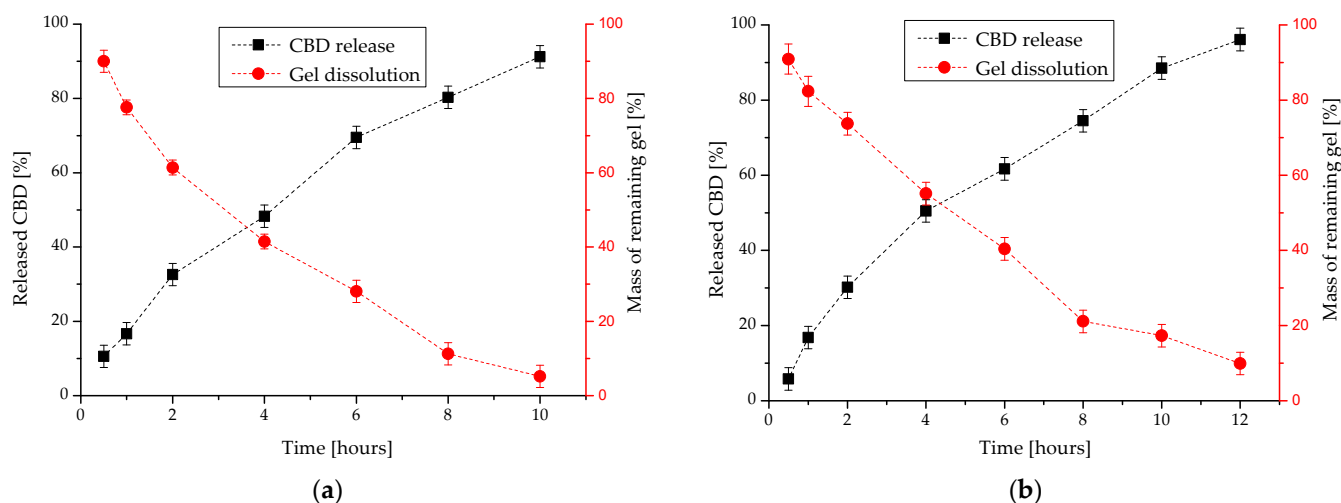 CBD release
Gel dissolution
Released CBD [%]
100
80
60
40
20
0
0 2 4 6 8 10
Time [hours]
100
80
60
40
20
0
Mass of remaining gel [%]
(a)
CBD release
Gel dissolution
Released CBD [%]
100
80
60
40
20
0
0 2 4 6 8 10 12
Time [hours]
100
80
60
40
20
0
Mass of remaining gel [%]
(b)